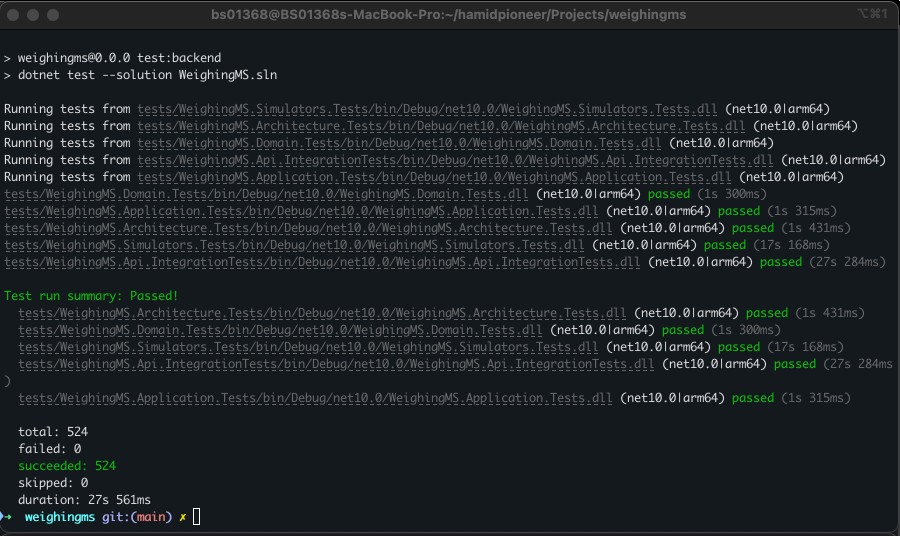 bs01368@BS01368s-MacBook-Pro:~/hamidpioneer/Projects/weighingms
⌥⌘1
> weighingms@0.0.0 test:backend
> dotnet test --solution WeighingMS.sln
Running tests from tests/WeighingMS.Simulators.Tests/bin/Debug/net10.0/WeighingMS.Simulators.Tests.dll (net10.0|arm64)
Running tests from tests/WeighingMS.Architecture.Tests/bin/Debug/net10.0/WeighingMS.Architecture.Tests.dll (net10.0|arm64)
Running tests from tests/WeighingMS.Domain.Tests/bin/Debug/net10.0/WeighingMS.Domain.Tests.dll (net10.0|arm64)
Running tests from tests/WeighingMS.Api.IntegrationTests/bin/Debug/net10.0/WeighingMS.Api.IntegrationTests.dll (net10.0|arm64)
Running tests from tests/WeighingMS.Application.Tests/bin/Debug/net10.0/WeighingMS.Application.Tests.dll (net10.0|arm64)
tests/WeighingMS.Domain.Tests/bin/Debug/net10.0/WeighingMS.Domain.Tests.dll (net10.0|arm64) passed (1s 300ms)
tests/WeighingMS.Application.Tests/bin/Debug/net10.0/WeighingMS.Application.Tests.dll (net10.0|arm64) passed (1s 315ms)
tests/WeighingMS.Architecture.Tests/bin/Debug/net10.0/WeighingMS.Architecture.Tests.dll (net10.0|arm64) passed (1s 431ms)
tests/WeighingMS.Simulators.Tests/bin/Debug/net10.0/WeighingMS.Simulators.Tests.dll (net10.0|arm64) passed (17s 168ms)
tests/WeighingMS.Api.IntegrationTests/bin/Debug/net10.0/WeighingMS.Api.IntegrationTests.dll (net10.0|arm64) passed (27s 284ms)
Test run summary: Passed!
tests/WeighingMS.Architecture.Tests/bin/Debug/net10.0/WeighingMS.Architecture.Tests.dll (net10.0|arm64) passed (1s 431ms)
tests/WeighingMS.Domain.Tests/bin/Debug/net10.0/WeighingMS.Domain.Tests.dll (net10.0|arm64) passed (1s 300ms)
tests/WeighingMS.Simulators.Tests/bin/Debug/net10.0/WeighingMS.Simulators.Tests.dll (net10.0|arm64) passed (17s 168ms)
tests/WeighingMS.Api.IntegrationTests/bin/Debug/net10.0/WeighingMS.Api.IntegrationTests.dll (net10.0|arm64) passed (27s 284ms
)
tests/WeighingMS.Application.Tests/bin/Debug/net10.0/WeighingMS.Application.Tests.dll (net10.0|arm64) passed (1s 315ms)
total: 524
failed: 0
succeeded: 524
skipped: 0
duration: 27s 561ms
➜ weighingms git:(main) ✗